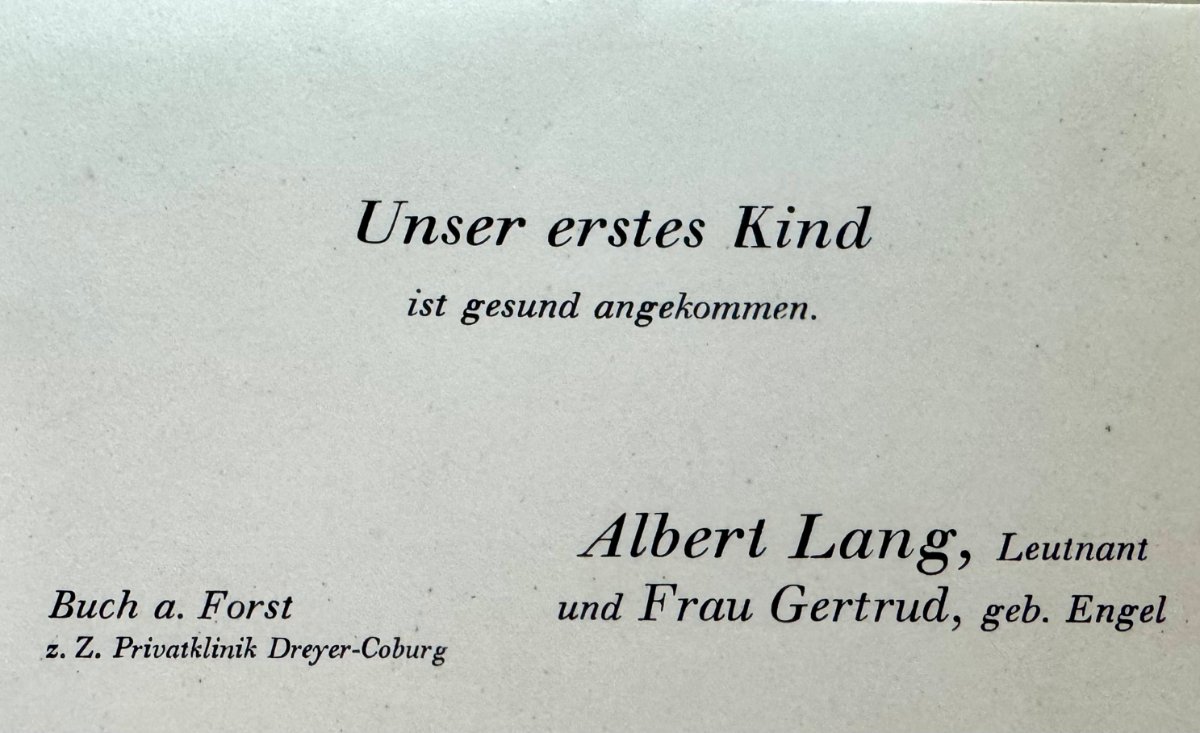 Unser erstes Kind
ist gesund angekommen.
Albert Lang, Leutnant
und Frau Gertrud, geb. Engel
Buch a. Forst
z. Z. Privatklinik Dreyer-Coburg